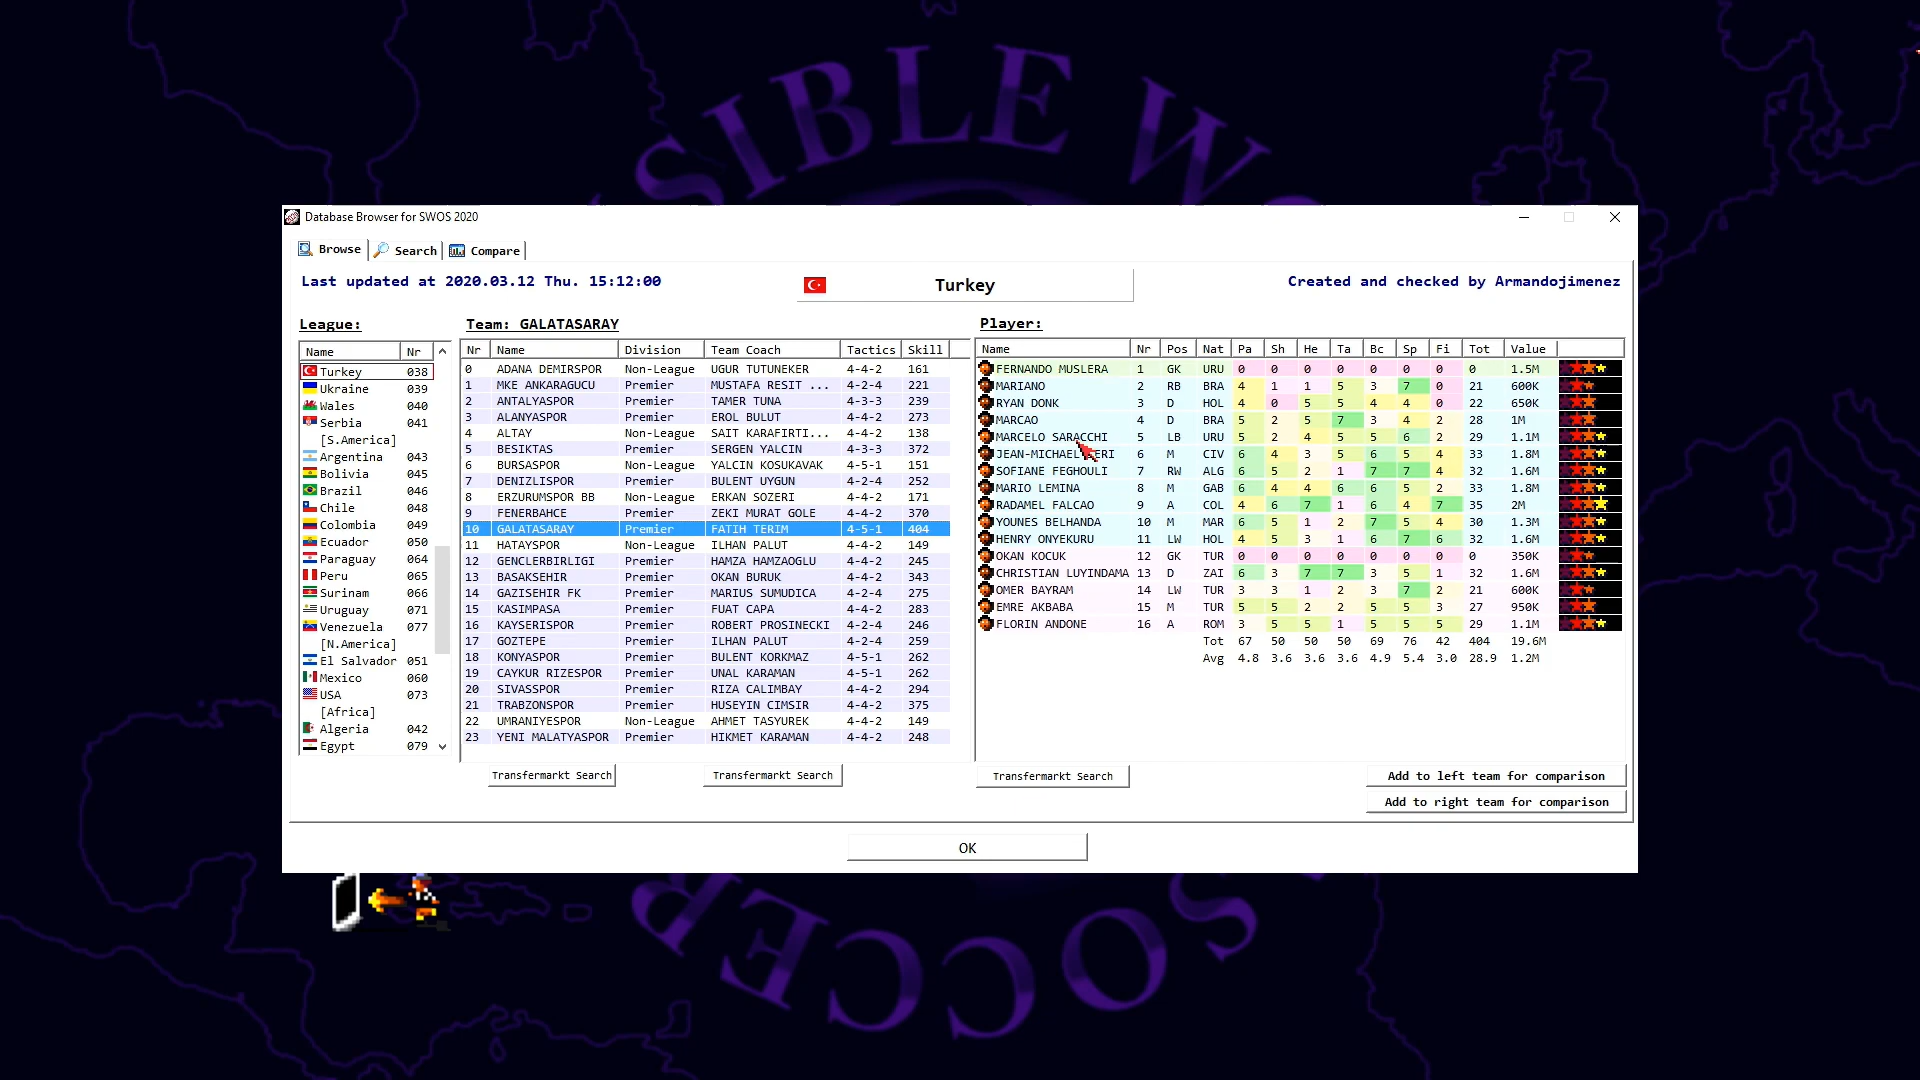 SIBLE WO
Database Browser for SWOS 2020
Browse Search Compare
Last updated at 2020.03.12 Thu. 15:12:00 Turkey Created and checked by Armandojimenez
League: Team: GALATASARAY Player:
Name Nr
Turkey 038
Ukraine 039
Wales 040
Serbia 041
[S.America]
Argentina 043
Bolivia 045
Brazil 046
Chile 048
Colombia 049
Ecuador 050
Paraguay 064
Peru 065
Surinam 066
Uruguay 071
Venezuela 077
[N.America]
El Salvador 051
Mexico 060
USA 073
[Africa]
Algeria 042
Egypt 079
Nr Name Division Team Coach Tactics Skill
0 ADANA DEMIRSPOR Non-League UGUR TUTUNEKER 4-4-2 161
1 MKE ANKARAGUCU Premier MUSTAFA RESIT ... 4-2-4 221
2 ANTALYASPOR Premier TAMER TUNA 4-3-3 239
3 ALANYASPOR Premier EROL BULUT 4-4-2 273
4 ALTAY Non-League SAIT KARAFIRTI... 4-4-2 138
5 BESIKTAS Premier SERGEN YALCIN 4-3-3 372
6 BURSASPOR Non-League YALCIN KOSUKAVAK 4-5-1 151
7 DENIZLISPOR Premier BULENT UYGUN 4-2-4 252
8 ERZURUMSPOR BB Non-League ERKAN SOZERI 4-4-2 171
9 FENERBAHCE Premier ZEKI MURAT GOLE 4-4-2 370
10 GALATASARAY Premier FATIH TERIM 4-5-1 404
11 HATAYSPOR Non-League ILHAN PALUT 4-4-2 149
12 GENCLERBIRLIGI Premier HAMZA HAMZAOGLU 4-4-2 245
13 BASAKSEHIR Premier OKAN BURUK 4-4-2 343
14 GAZISEHIR FK Premier MARIUS SUMUDICA 4-2-4 275
15 KASIMPASA Premier FUAT CAPA 4-4-2 283
16 KAYSERISPOR Premier ROBERT PROSINECKI 4-2-4 246
17 GOZTEPE Premier ILHAN PALUT 4-2-4 259
18 KONYASPOR Premier BULENT KORKMAZ 4-5-1 262
19 CAYKUR RIZESPOR Premier UNAL KARAMAN 4-5-1 262
20 SIVASSPOR Premier RIZA CALIMBAY 4-4-2 294
21 TRABZONSPOR Premier HUSEYIN CIMSIR 4-4-2 375
22 UMRANIYESPOR Non-League AHMET TASYUREK 4-4-2 149
23 YENI MALATYASPOR Premier HIKMET KARAMAN 4-4-2 248
Name Nr Pos Nat Pa Sh He Ta Bc Sp Fi Tot Value
FERNANDO MUSLERA 1 GK URU 0 0 0 0 0 0 0 0 1.5M
MARIANO 2 RB BRA 4 1 1 5 3 7 0 21 600K
RYAN DONK 3 D HOL 4 0 5 5 4 4 0 22 650K
MARCAO 4 D BRA 5 2 5 7 3 4 2 28 1M
MARCELO SARACCHI 5 LB URU 5 2 4 5 5 6 2 29 1.1M
JEAN-MICHAEL ERI 6 M CIV 6 4 3 5 6 5 4 33 1.8M
SOFIANE FEGHOULI 7 RW ALG 6 5 2 1 7 7 4 32 1.6M
MARIO LEMINA 8 M GAB 6 4 4 6 6 5 2 33 1.8M
RADAMEL FALCAO 9 A COL 4 6 7 1 6 4 7 35 2M
YOUNES BELHANDA 10 M MAR 6 5 1 2 7 5 4 30 1.3M
HENRY ONYEKURU 11 LW HOL 4 5 3 1 6 7 6 32 1.6M
OKAN KOCUK 12 GK TUR 0 0 0 0 0 0 0 0 350K
CHRISTIAN LUYINDAMA 13 D ZAI 6 3 7 7 3 5 1 32 1.6M
OMER BAYRAM 14 LW TUR 3 3 1 2 3 7 2 21 600K
EMRE AKBABA 15 M TUR 5 5 2 2 5 5 3 27 950K
FLORIN ANDONE 16 A ROM 3 5 5 1 5 5 5 29 1.1M
Tot 67 50 50 50 69 76 42 404 19.6M
Avg 4.8 3.6 3.6 3.6 4.9 5.4 3.0 28.9 1.2M
Transfermarkt Search Transfermarkt Search Transfermarkt Search Add to left team for comparison
Add to right team for comparison
OK
SOCCER